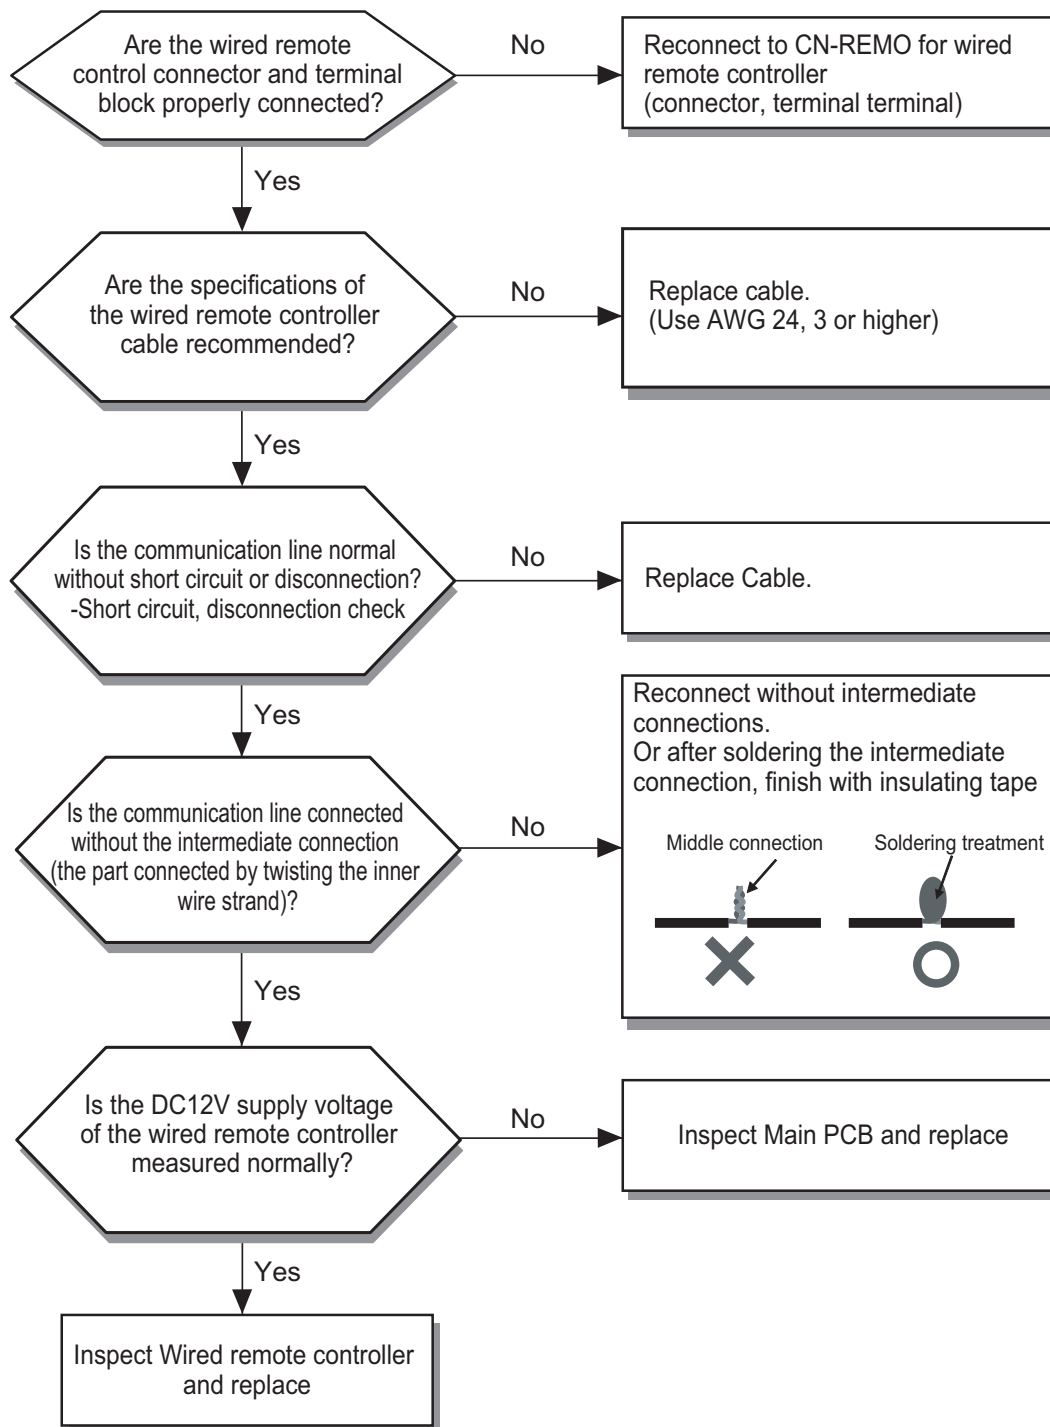 Are the wired remote
control connector and terminal
block properly connected?
No
Reconnect to CN-REMO for wired
remote controller
(connector, terminal terminal)
Yes
Are the specifications of
the wired remote controller
cable recommended?
No
Replace cable.
(Use AWG 24, 3 or higher)
Yes
Is the communication line normal
without short circuit or disconnection?
-Short circuit, disconnection check
No
Replace Cable.
Yes
Is the communication line connected
without the intermediate connection
(the part connected by twisting the inner
wire strand)?
No
Reconnect without intermediate
connections.
Or after soldering the intermediate
connection, finish with insulating tape
Middle connection
Soldering treatment
Yes
Is the DC12V supply voltage
of the wired remote controller
measured normally?
No
Inspect Main PCB and replace
Yes
Inspect Wired remote controller
and replace